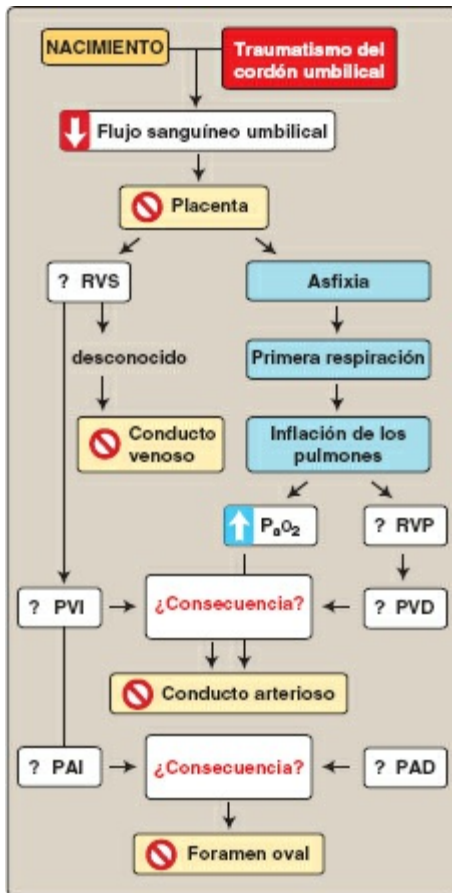 NACIMIENTO
Traumatismo del
cordón umbilical
Flujo sanguíneo umbilical
Placenta
? RVS
Asfixia
desconocido
Primera respiración
Conducto
venoso
Inflación de los
pulmones
PaO2
? RVP
? PVI
¿Consecuencia?
? PVD
Conducto arterioso
? PAI
¿Consecuencia?
? PAD
Foramen oval